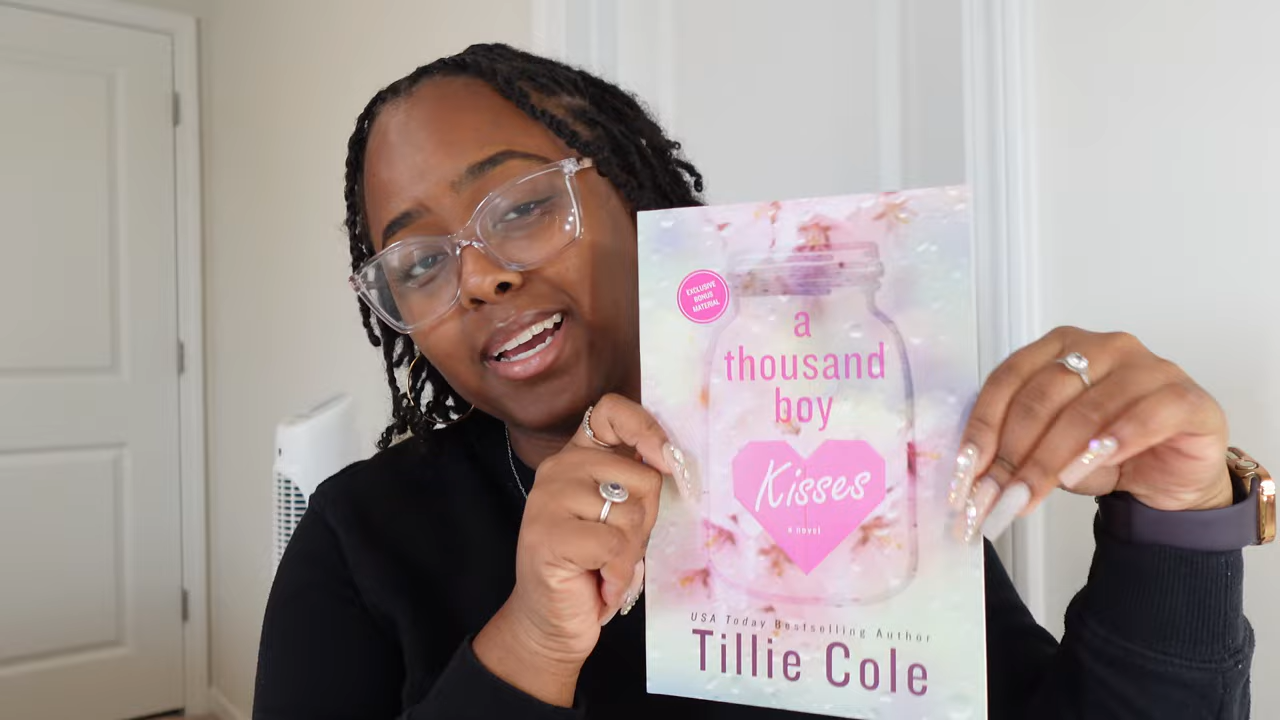 EXCLUSIVE
BONUS
MATERIAL
a
thousand
boy
Kisses
a novel
USA Today Bestselling Author
Tillie Cole